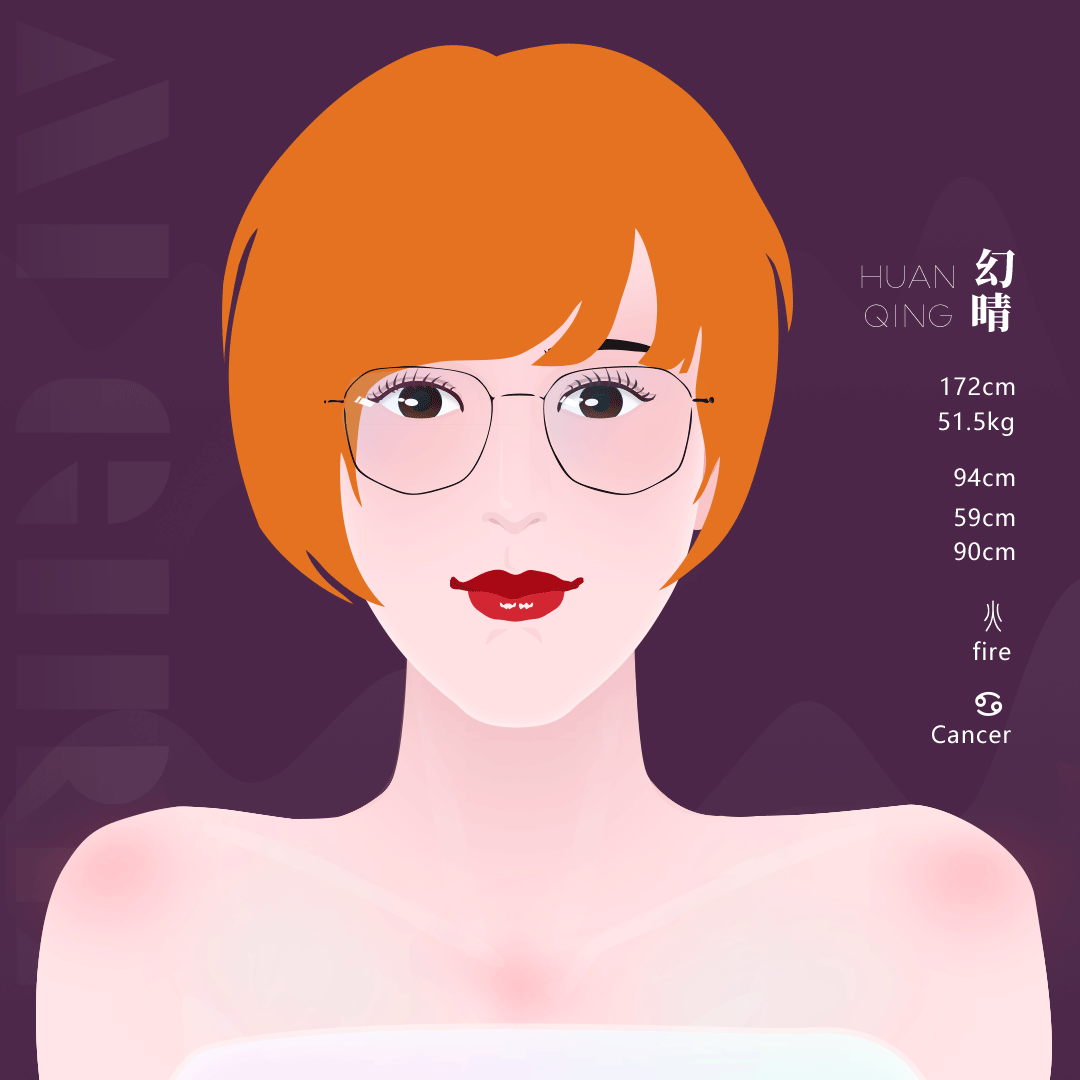 HUAN
QING
幻
晴
172cm
51.5kg
94cm
59cm
90cm
火
fire
♋
Cancer